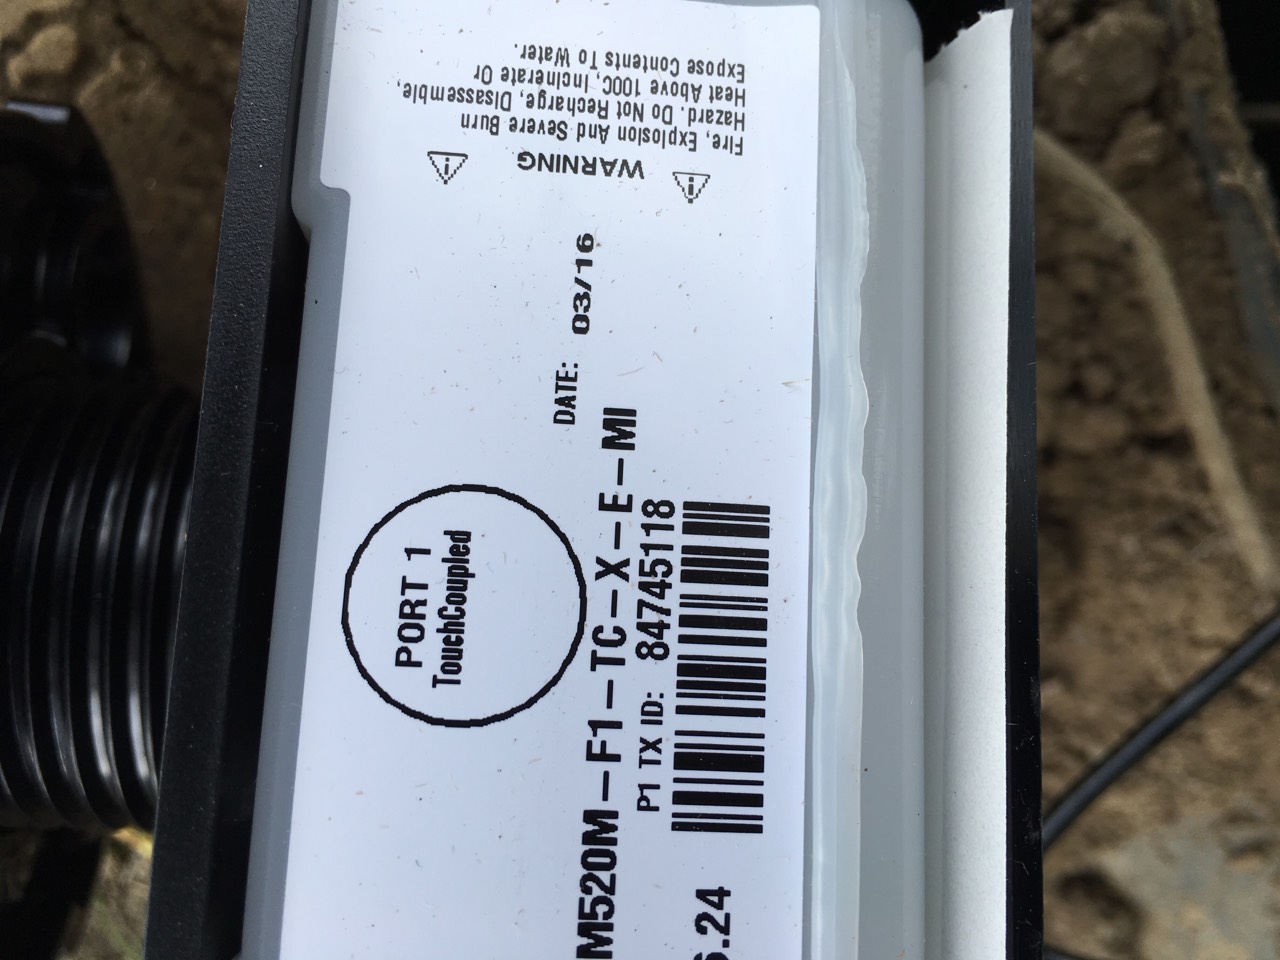 WARNING
Fire, Explosion And Severe Burn
Hazard. Do Not Recharge, Disassemble,
Heat Above 100C, Incinerate Or
Expose Contents To Water.
PORT 1
TouchCoupled
DATE: 03/16
M520M-F1-TC-X-E-MI
P1 TX ID: 84745118
.24